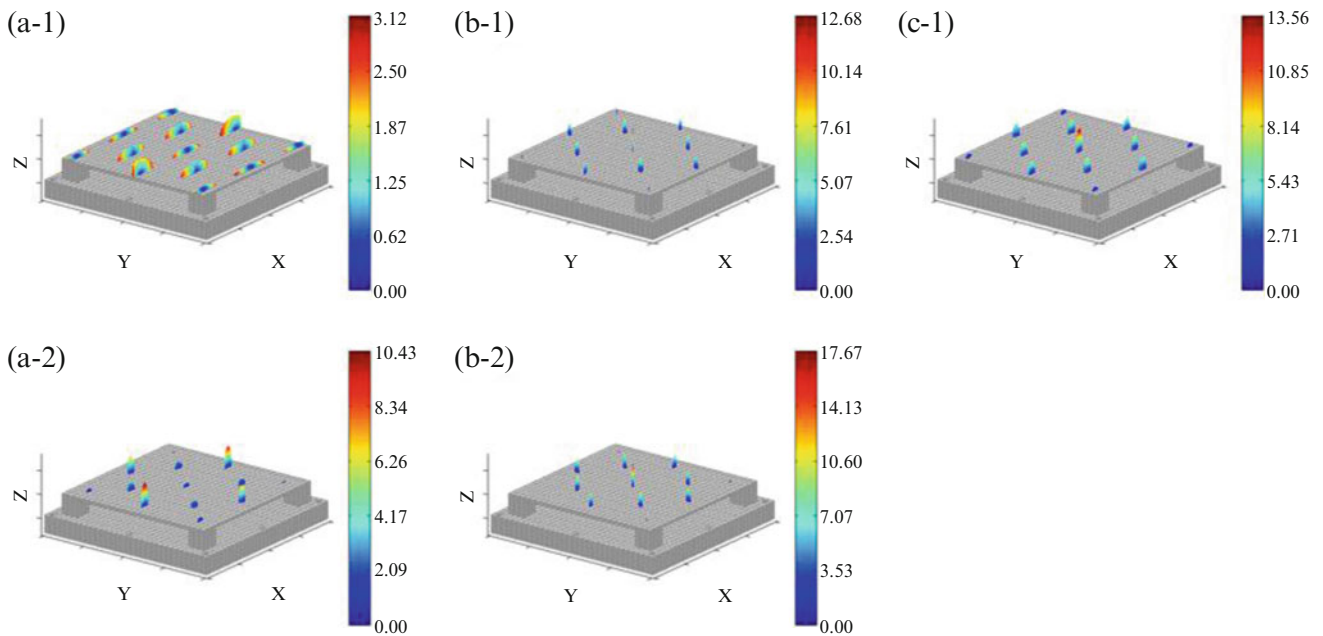 (a-1)
3.12
2.50
1.87
1.25
0.62
0.00
Z
Y
X
(b-1)
12.68
10.14
7.61
5.07
2.54
0.00
Z
Y
X
(c-1)
13.56
10.85
8.14
5.43
2.71
0.00
Z
Y
X
(a-2)
10.43
8.34
6.26
4.17
2.09
0.00
Z
Y
X
(b-2)
17.67
14.13
10.60
7.07
3.53
0.00
Z
Y
X